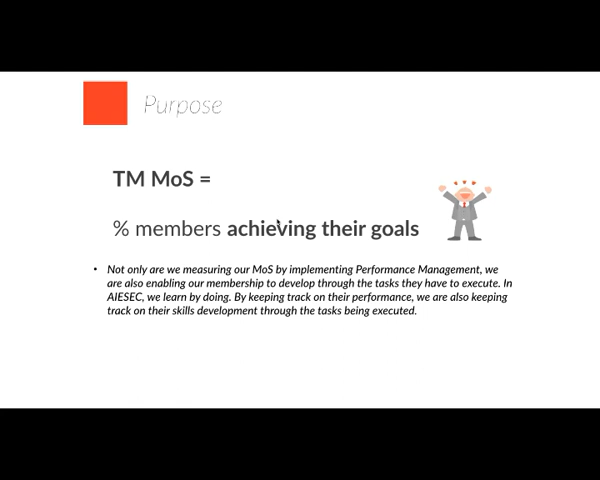 Purpose
TM MoS =
% members achieving their goals
• Not only are we measuring our MoS by implementing Performance Management, we
are also enabling our membership to develop through the tasks they have to execute. In
AIESEC, we learn by doing. By keeping track on their performance, we are also keeping
track on their skills development through the tasks being executed.